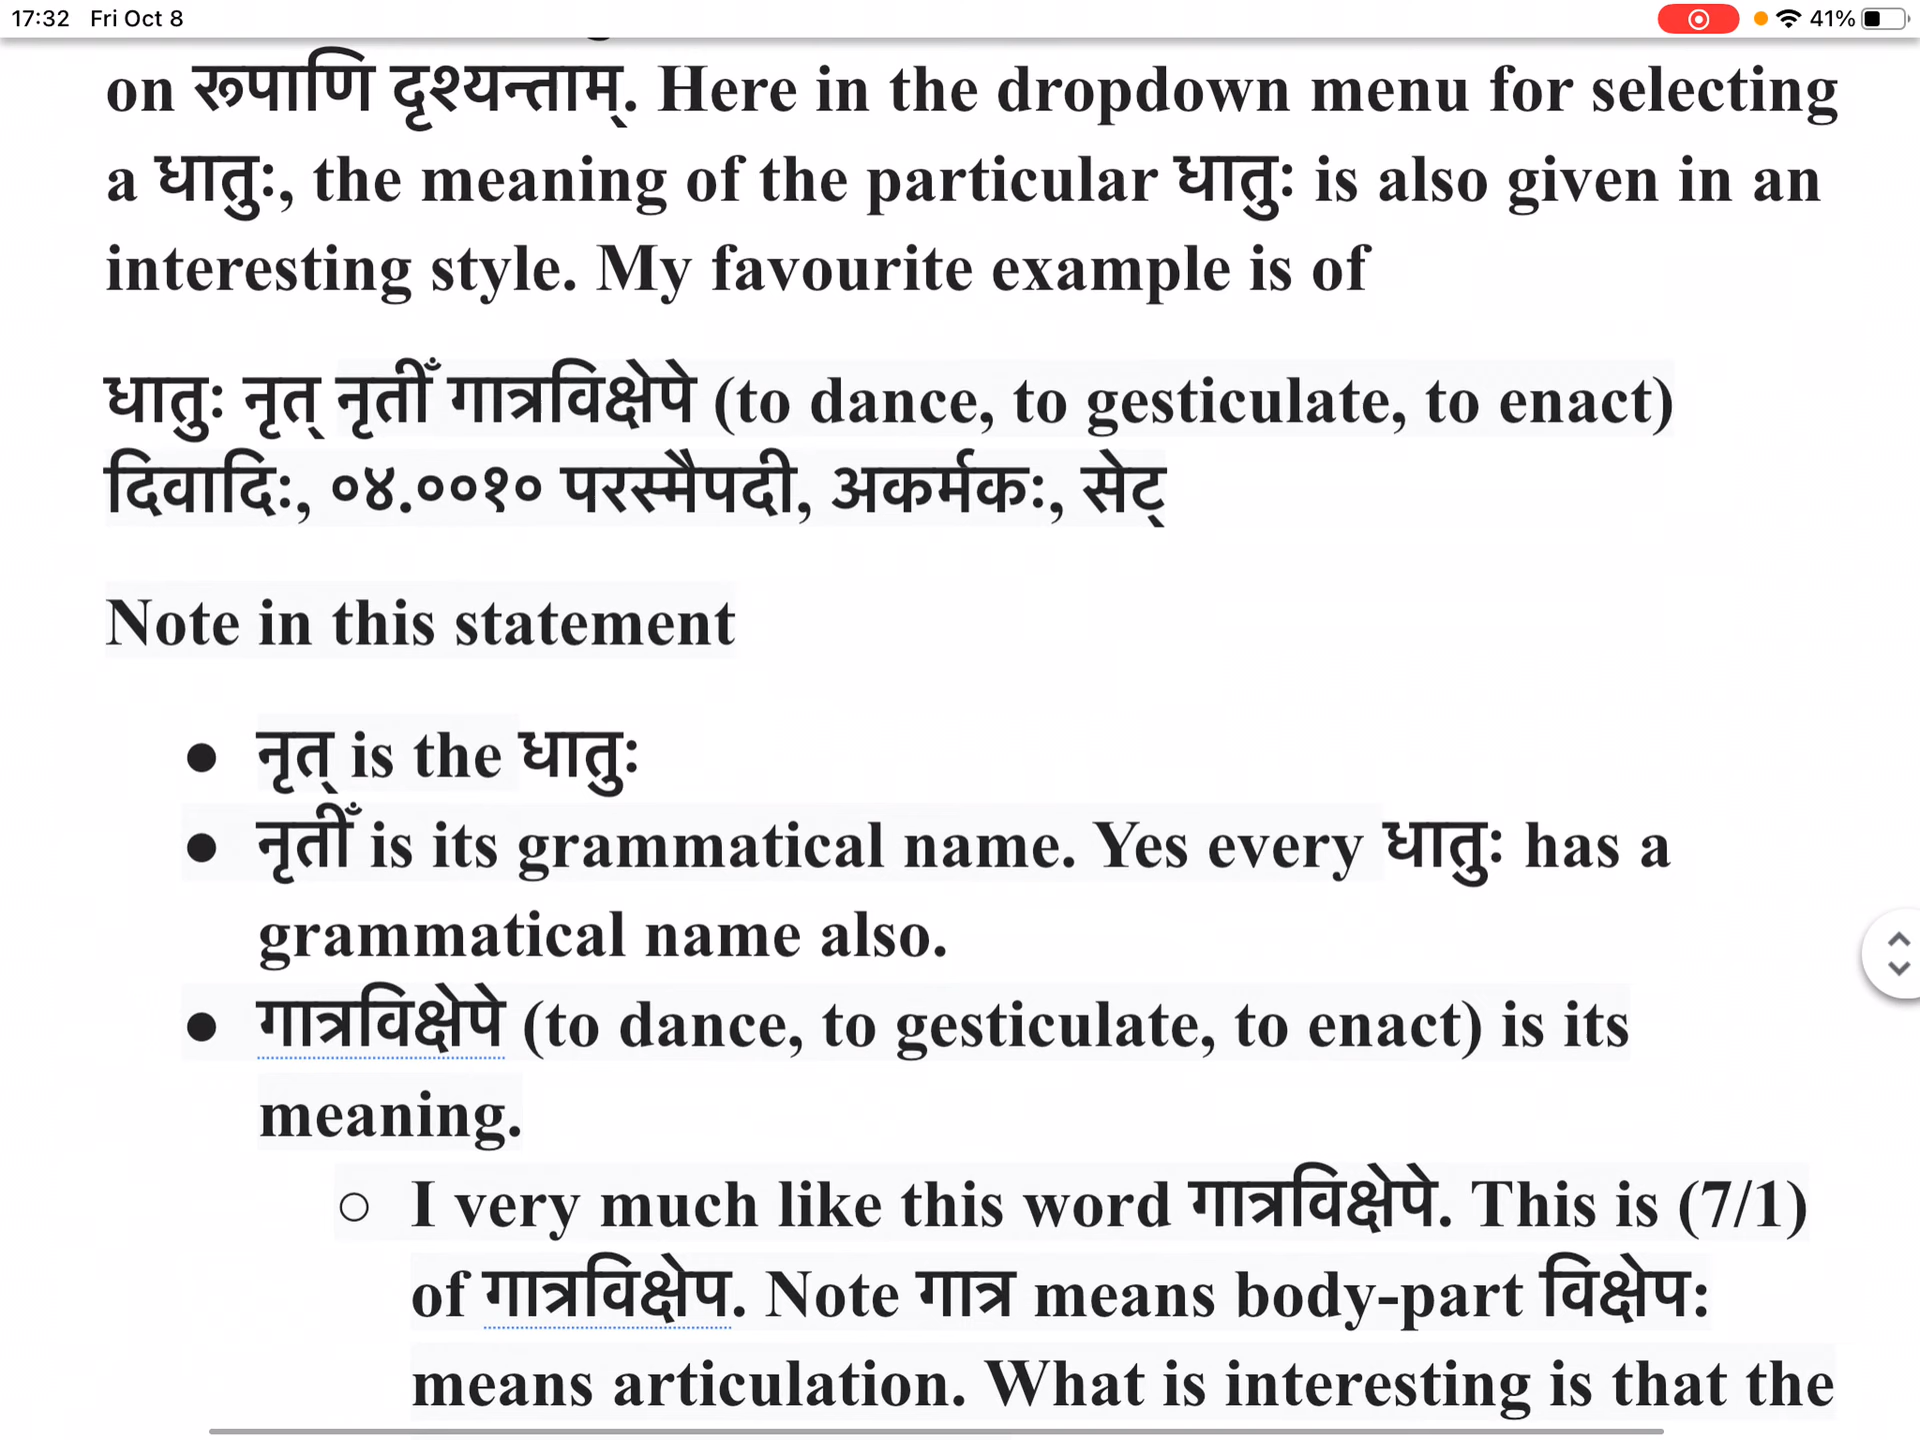 17:32 Fri Oct 8 41%
on रूपाणि दृश्यन्ताम्. Here in the dropdown menu for selecting
a धातुः, the meaning of the particular धातुः is also given in an
interesting style. My favourite example is of
धातुः नृत् नृतीँ गात्रविक्षेपे (to dance, to gesticulate, to enact)
दिवादिः, ०४.००१० परस्मैपदी, अकर्मकः, सेट्
Note in this statement
● नृत् is the धातुः
● नृतीँ is its grammatical name. Yes every धातुः has a
grammatical name also.
● गात्रविक्षेपे (to dance, to gesticulate, to enact) is its
meaning.
○ I very much like this word गात्रविक्षेपे. This is (7/1)
of गात्रविक्षेप. Note गात्र means body-part विक्षेपः
means articulation. What is interesting is that the